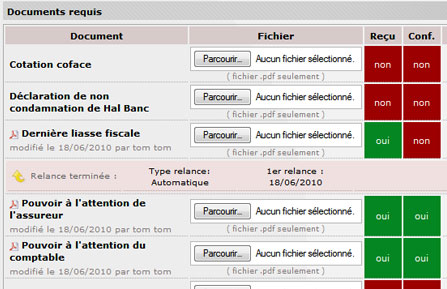 Documents requis
Document Fichier Reçu Conf.
Cotation coface Parcourir... Aucun fichier sélectionné. non non
( fichier .pdf seulement )
Déclaration de non
condamnation de Hal Banc Parcourir... Aucun fichier sélectionné. non non
( fichier .pdf seulement )
Dernière liasse fiscale Parcourir... Aucun fichier sélectionné. oui non
modifié le 18/06/2010 par tom tom ( fichier .pdf seulement )
Relance terminée : Type relance: 1er relance :
Automatique 18/06/2010
Pouvoir à l'attention de
l'assureur Parcourir... Aucun fichier sélectionné. oui oui
modifié le 18/06/2010 par tom tom ( fichier .pdf seulement )
Pouvoir à l'attention du
comptable Parcourir... Aucun fichier sélectionné. oui oui
modifié le 18/06/2010 par tom tom ( fichier .pdf seulement )